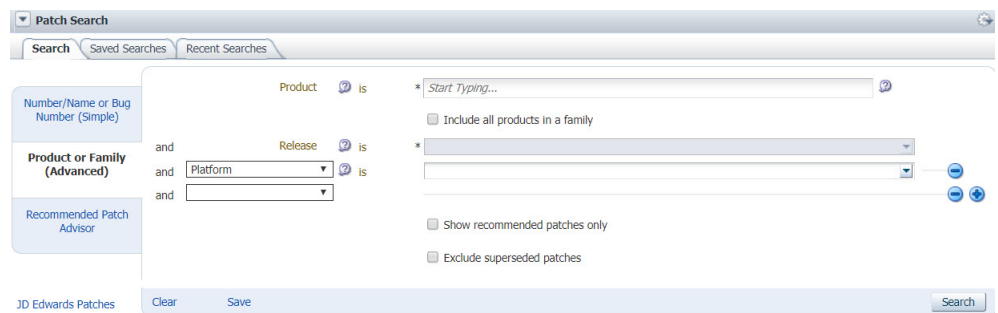 Patch Search
Search Saved Searches Recent Searches
Number/Name or Bug Number (Simple)
Product or Family (Advanced)
Recommended Patch Advisor
JD Edwards Patches
Product is * Start Typing...
Include all products in a family
and Release is *
and Platform is
and
Show recommended patches only
Exclude superseded patches
Clear Save Search